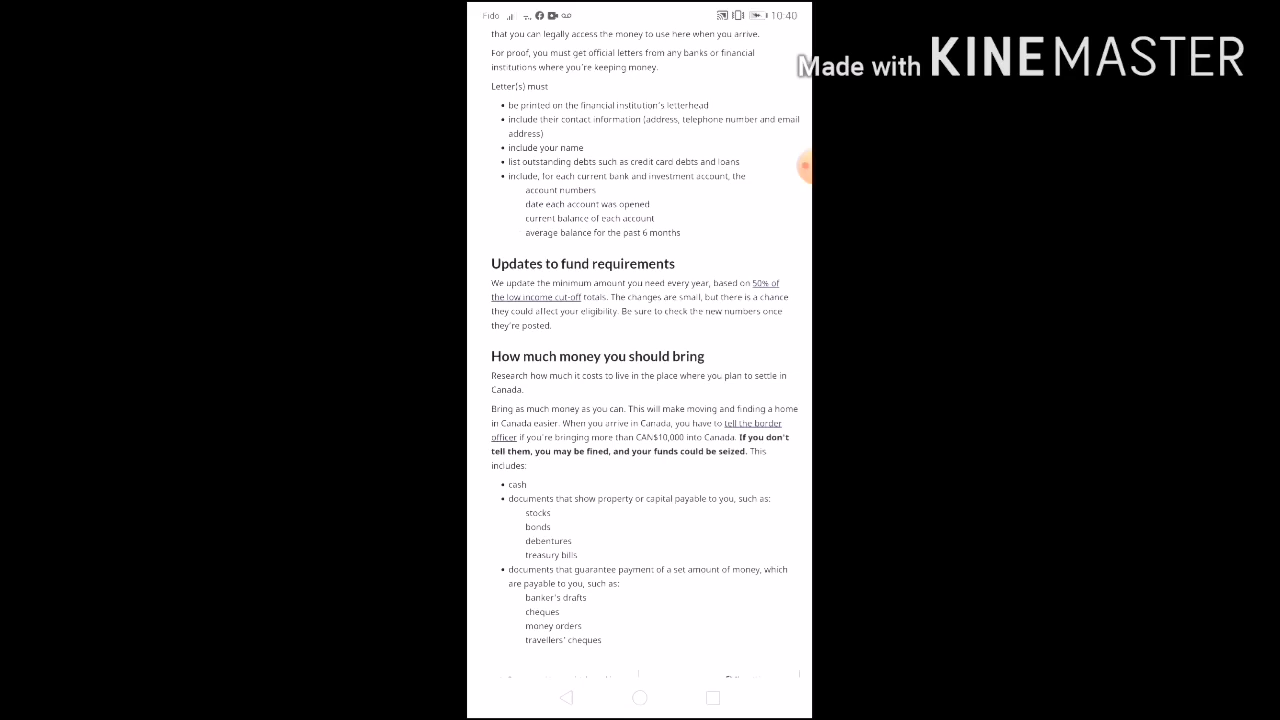 Fido 10:40
Made with KINEMASTER
that you can legally access the money to use here when you arrive.
For proof, you must get official letters from any banks or financial
institutions where you're keeping money.
Letter(s) must
• be printed on the financial institution's letterhead
• include their contact information (address, telephone number and email
address)
• include your name
• list outstanding debts such as credit card debts and loans
• include, for each current bank and investment account, the
account numbers
date each account was opened
current balance of each account
average balance for the past 6 months
Updates to fund requirements
We update the minimum amount you need every year, based on 50% of
the low income cut-off totals. The changes are small, but there is a chance
they could affect your eligibility. Be sure to check the new numbers once
they're posted.
How much money you should bring
Research how much it costs to live in the place where you plan to settle in
Canada.
Bring as much money as you can. This will make moving and finding a home
in Canada easier. When you arrive in Canada, you have to tell the border
officer if you're bringing more than CAN$10,000 into Canada. If you don't
tell them, you may be fined, and your funds could be seized. This
includes:
• cash
• documents that show property or capital payable to you, such as:
stocks
bonds
debentures
treasury bills
• documents that guarantee payment of a set amount of money, which
are payable to you, such as:
banker's drafts
cheques
money orders
travellers' cheques